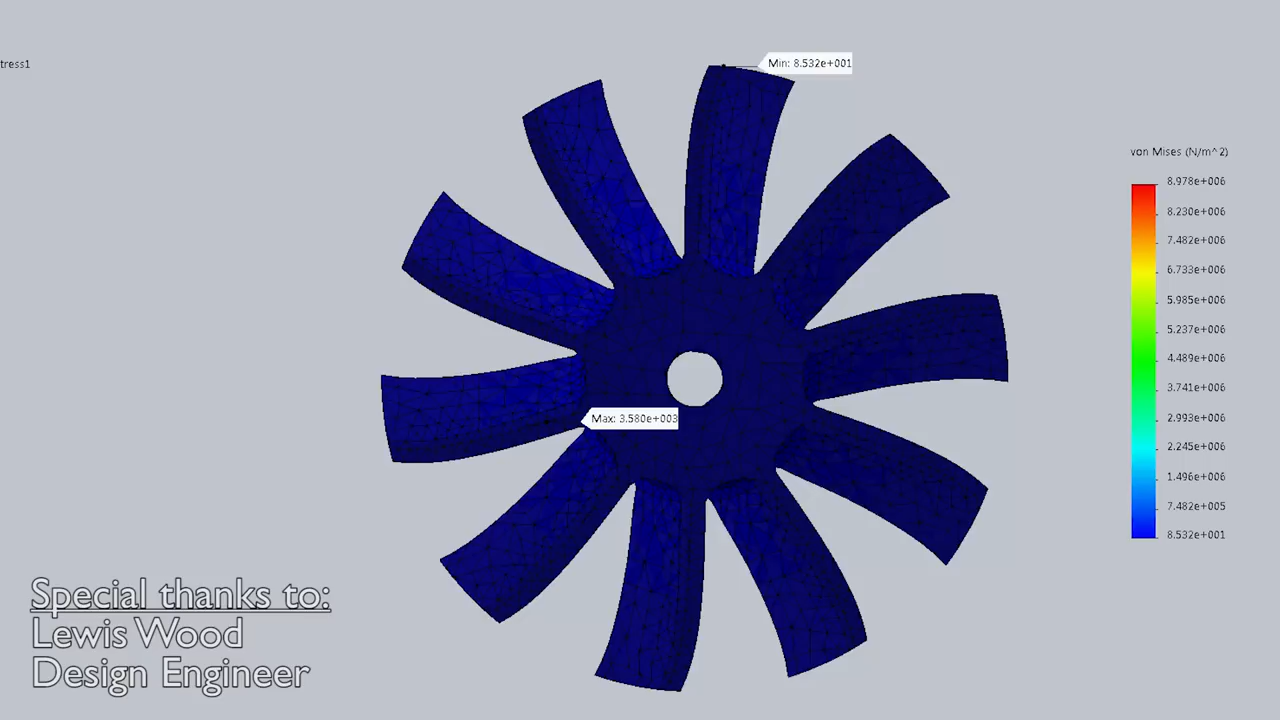 tress1
Min: 8.532e+001
von Mises (N/m^2)
8.978e+006
8.230e+006
7.482e+006
6.733e+006
5.985e+006
5.237e+006
4.489e+006
3.741e+006
2.993e+006
2.245e+006
1.496e+006
7.482e+005
8.532e+001
Max: 3.580e+003
Special thanks to:
Lewis Wood
Design Engineer